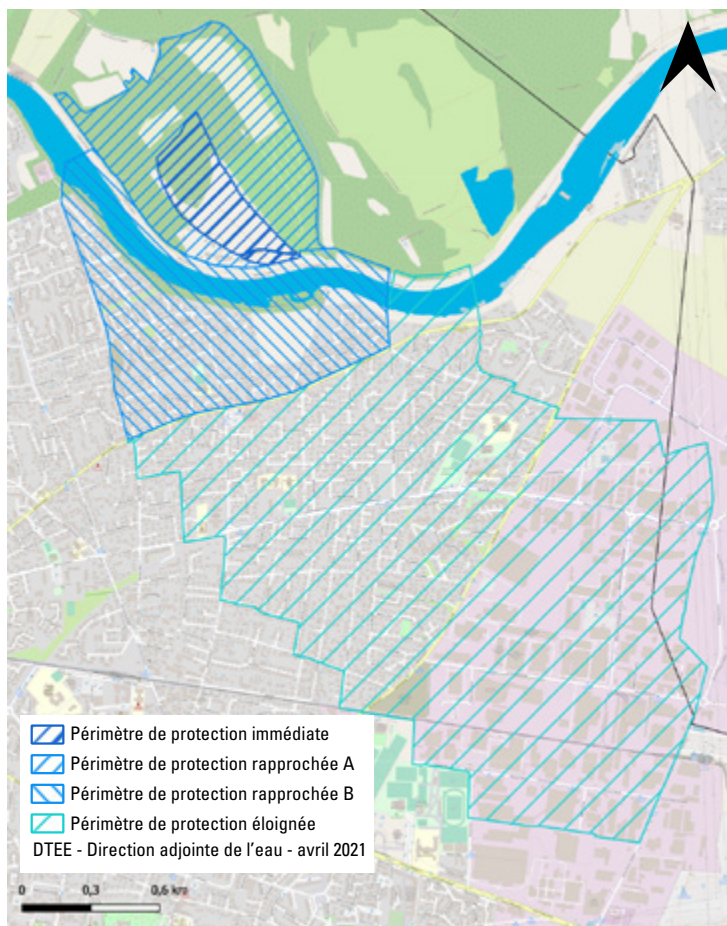 Périmètre de protection immédiate
Périmètre de protection rapprochée A
Périmètre de protection rapprochée B
Périmètre de protection éloignée
DTEE - Direction adjointe de l'eau - avril 2021
0 0,3 0,6 km